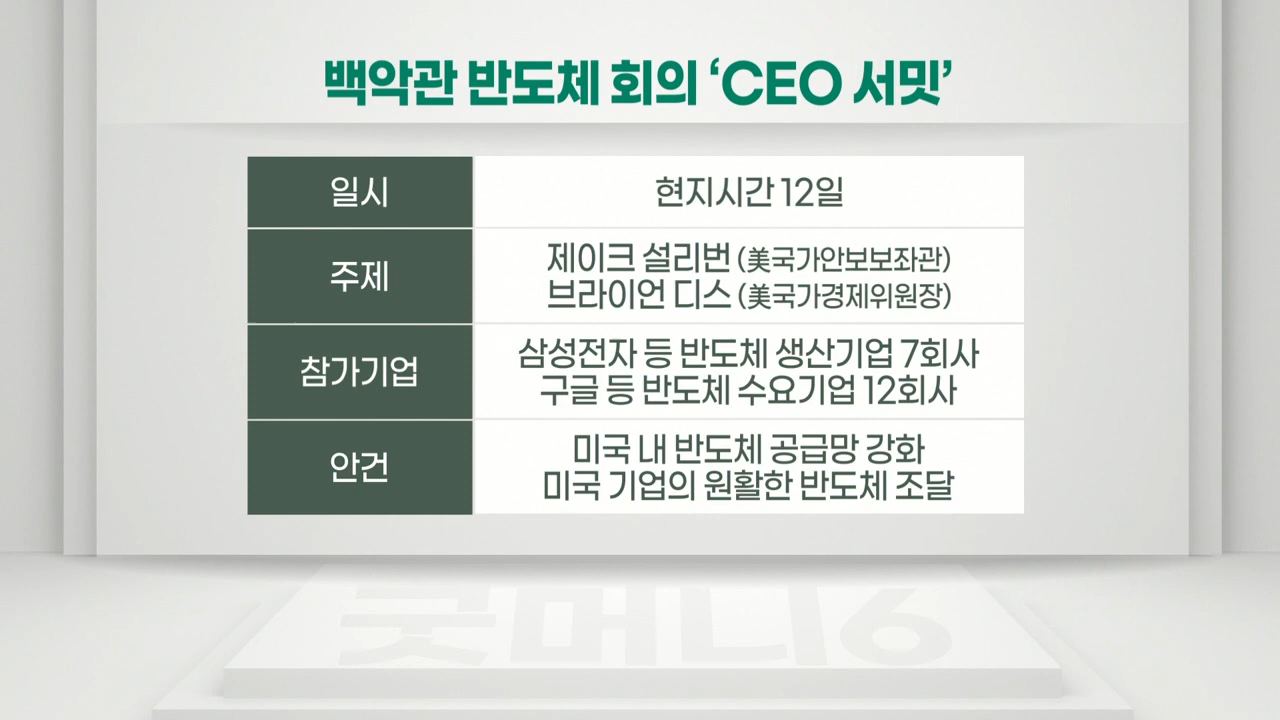 백악관 반도체 회의 ‘CEO 서밋’
일시
현지시간 12일
주제
제이크 설리번 (美국가안보보좌관)
브라이언 디스 (美국가경제위원장)
참가기업
삼성전자 등 반도체 생산기업 7회사
구글 등 반도체 수요기업 12회사
안건
미국 내 반도체 공급망 강화
미국 기업의 원활한 반도체 조달
굿머니6